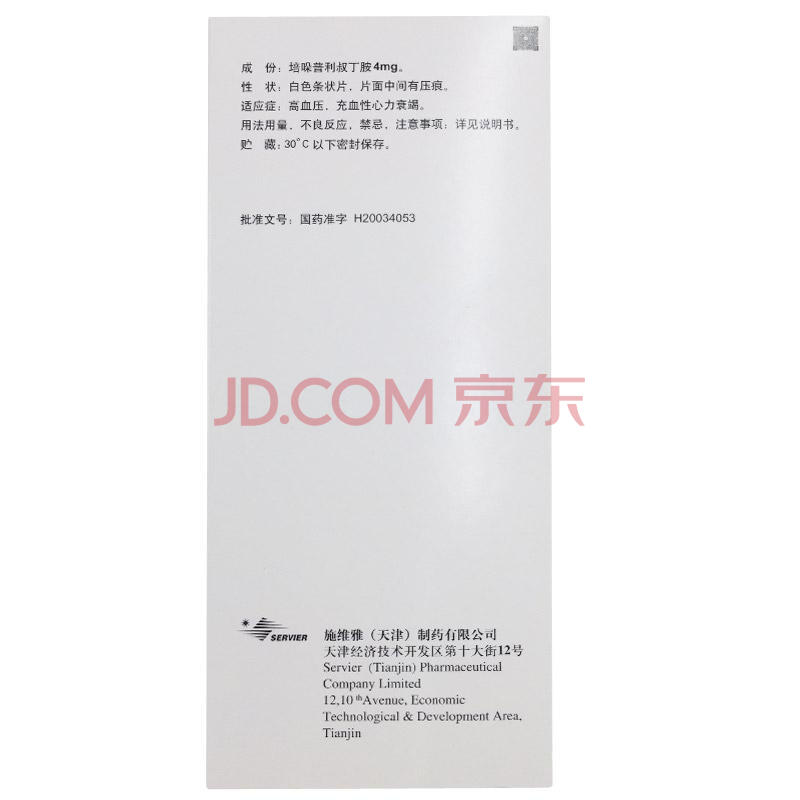 成 份：培哚普利叔丁胺4mg。
性 状：白色条状片，片面中间有压痕。
适应症：高血压，充血性心力衰竭。
用法用量，不良反应，禁忌，注意事项：详见说明书。
贮 藏：30°C以下密封保存。
批准文号：国药准字 H20034053
JD.COM 京东
SERVIER
施维雅（天津）制药有限公司
天津经济技术开发区第十大街12号
Servier (Tianjin) Pharmaceutical
Company Limited
12,10 th Avenue, Economic
Technological & Development Area,
Tianjin